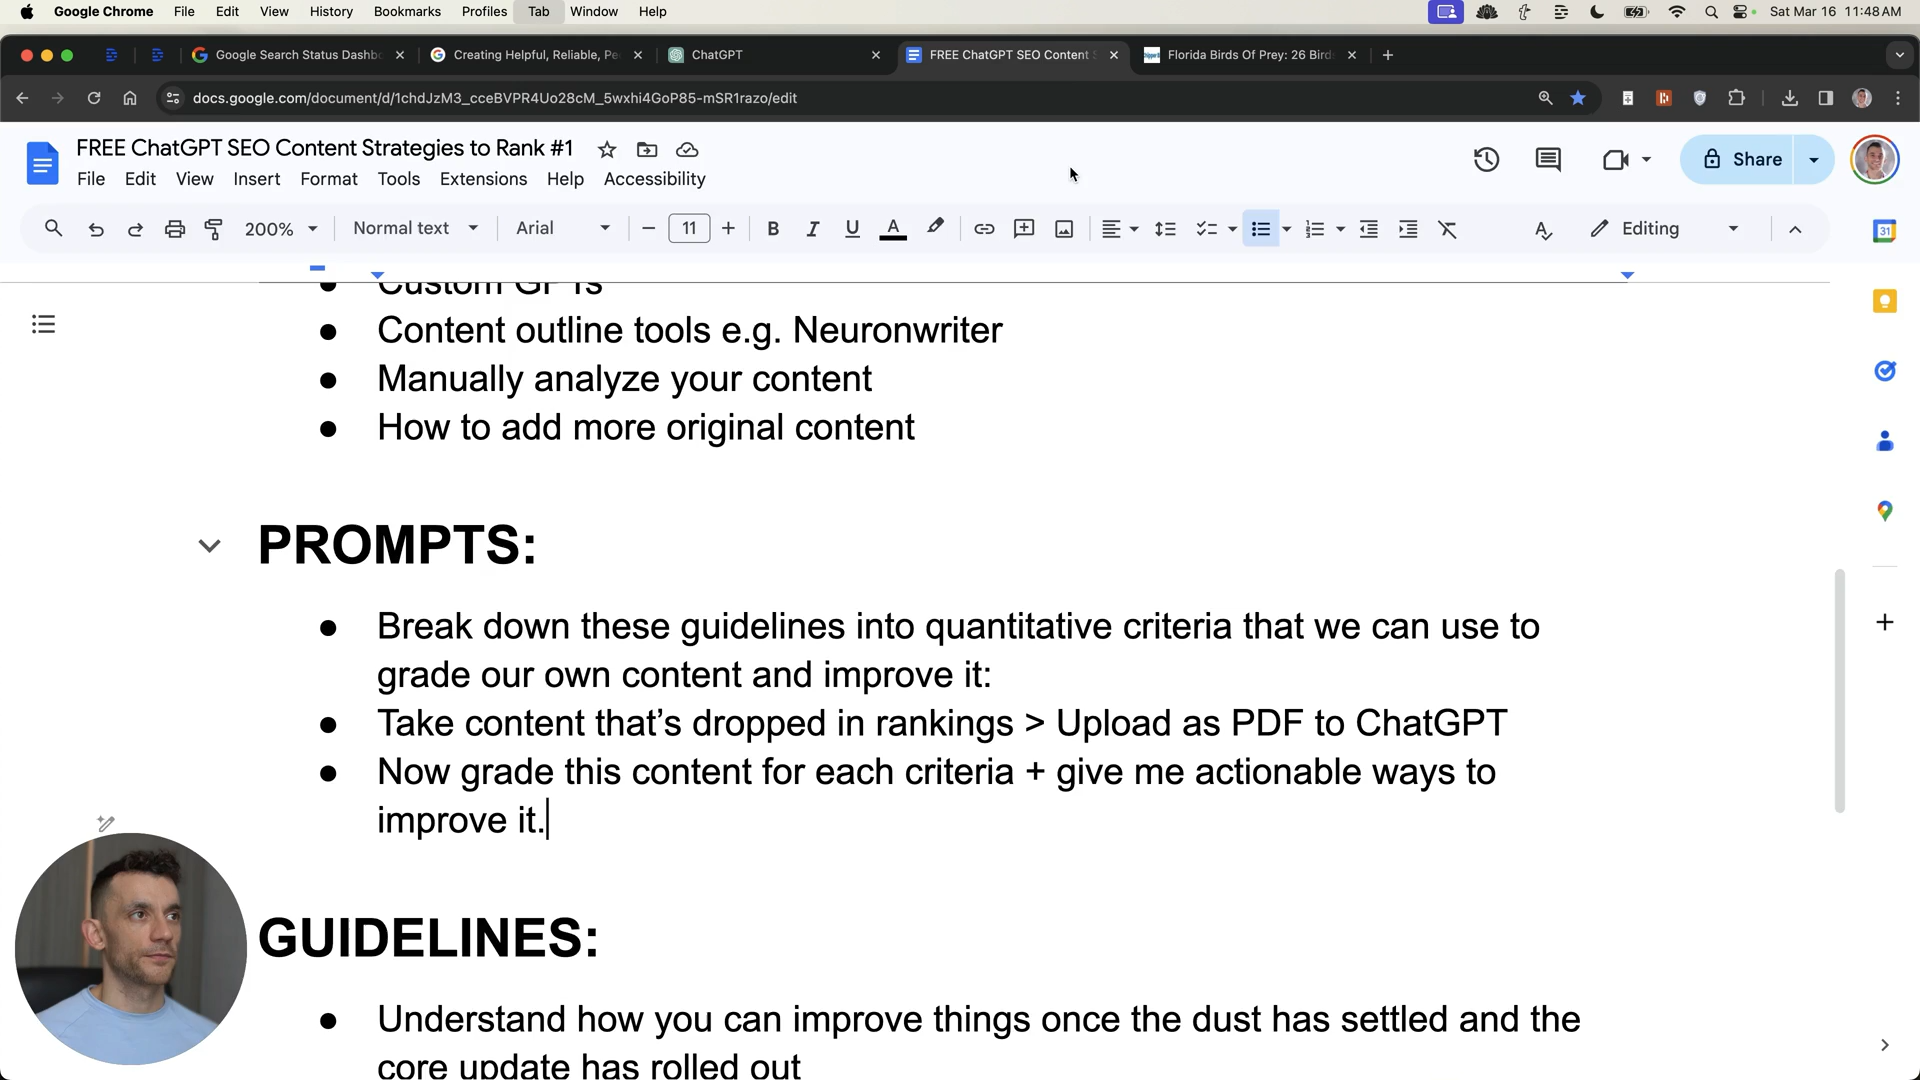 Google Chrome File Edit View History Bookmarks Profiles Tab Window Help Sat Mar 16 11:48 AM
Google Search Status Dashbo Creating Helpful, Reliable, Pe ChatGPT FREE ChatGPT SEO Content S Florida Birds Of Prey: 26 Birds
docs.google.com/document/d/1chdJzM3_cceBVPR4Uo28cM_5wxhi4GoP85-mSR1razo/edit
FREE ChatGPT SEO Content Strategies to Rank #1
File Edit View Insert Format Tools Extensions Help Accessibility
Share
200% Normal text Arial 11 Editing
Custom GPTs
Content outline tools e.g. Neuronwriter
Manually analyze your content
How to add more original content
PROMPTS:
Break down these guidelines into quantitative criteria that we can use to
grade our own content and improve it:
Take content that’s dropped in rankings > Upload as PDF to ChatGPT
Now grade this content for each criteria + give me actionable ways to
improve it.
GUIDELINES:
Understand how you can improve things once the dust has settled and the
core update has rolled out